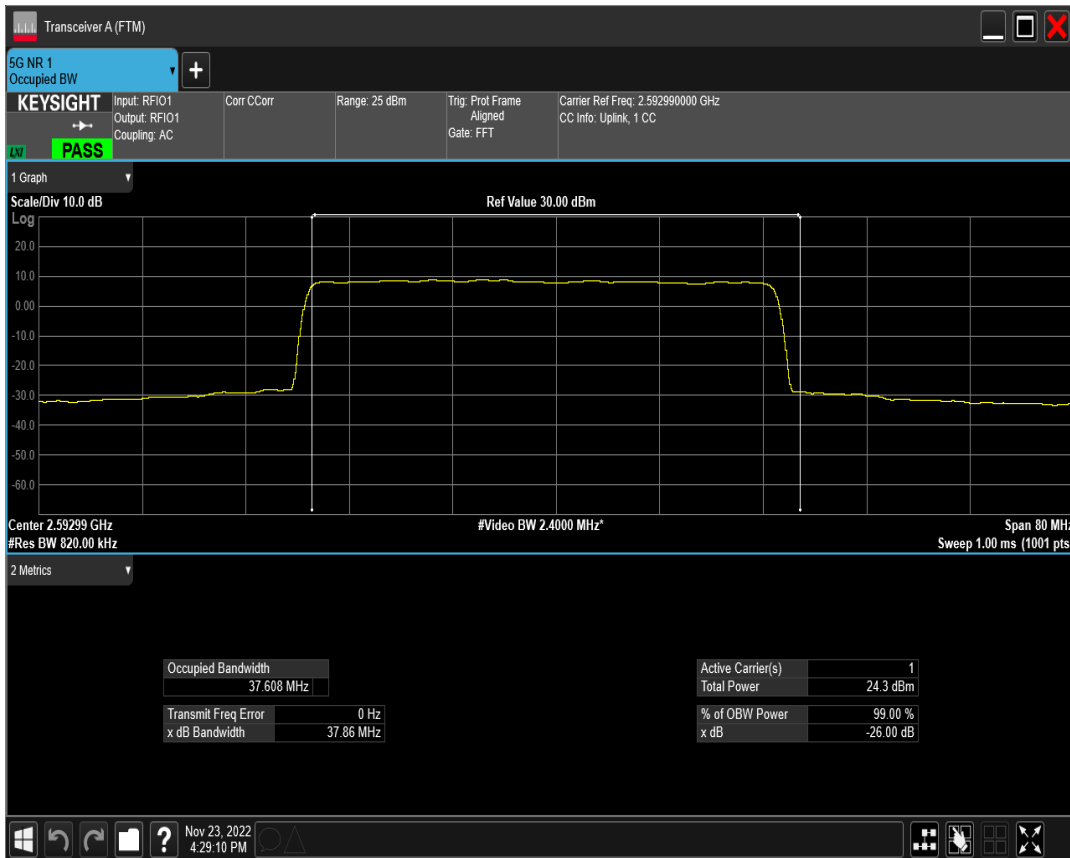 Transceiver A (FTM)
5G NR 1
Occupied BW
+
KEYSIGHT
LXI
PASS
Input: RFIO1
Output: RFIO1
Coupling: AC
Corr CCorr
Range: 25 dBm
Trig: Prot Frame
Aligned
Gate: FFT
Carrier Ref Freq: 2.592990000 GHz
CC Info: Uplink, 1 CC
1 Graph
Scale/Div 10.0 dB
Ref Value 30.00 dBm
Log
20.0
10.0
0.00
-10.0
-20.0
-30.0
-40.0
-50.0
-60.0
Center 2.59299 GHz
#Video BW 2.4000 MHz*
Span 80 MHz
#Res BW 820.00 kHz
Sweep 1.00 ms (1001 pts
2 Metrics
Occupied Bandwidth
37.608 MHz
Transmit Freq Error 0 Hz
x dB Bandwidth 37.86 MHz
Active Carrier(s) 1
Total Power 24.3 dBm
% of OBW Power 99.00 %
x dB -26.00 dB
?
Nov 23, 2022
4:29:10 PM